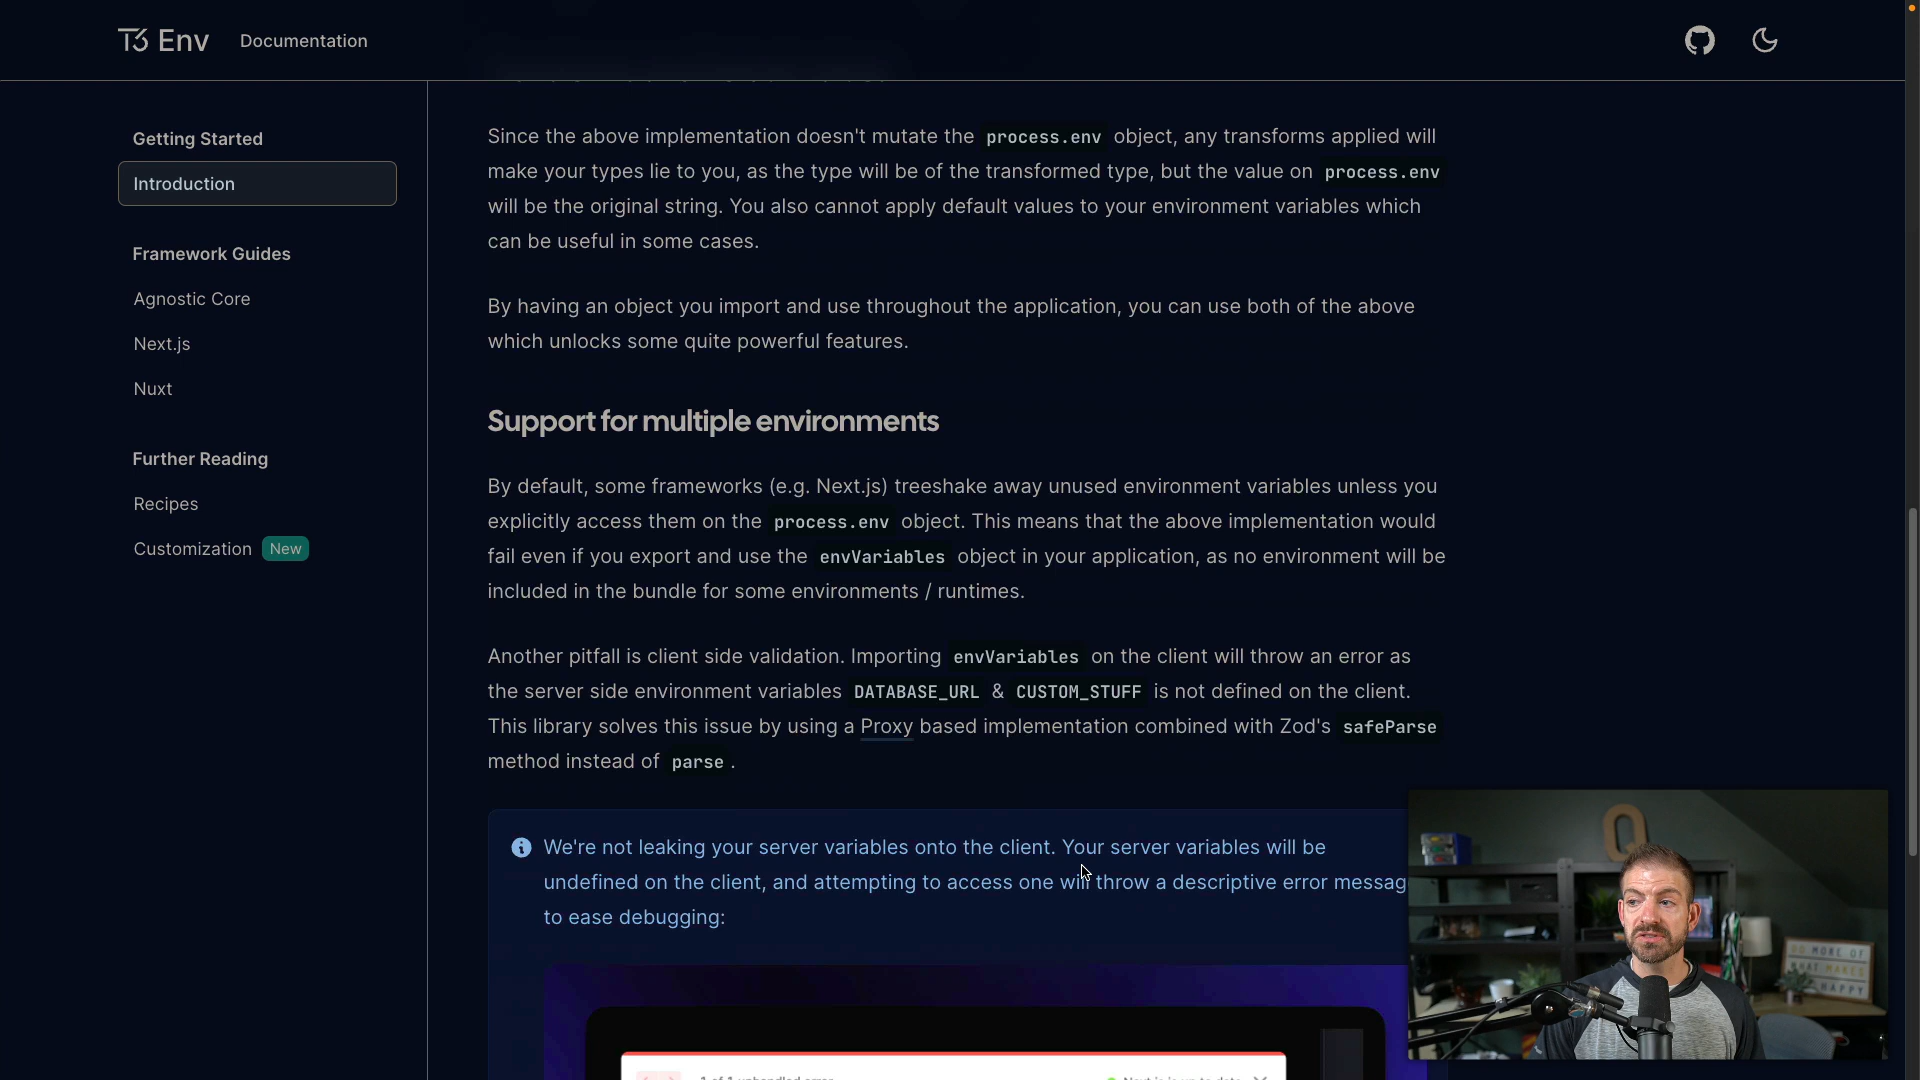 T3 Env
Documentation
Getting Started
Introduction
Framework Guides
Agnostic Core
Next.js
Nuxt
Further Reading
Recipes
Customization New
Since the above implementation doesn't mutate the process.env object, any transforms applied will
make your types lie to you, as the type will be of the transformed type, but the value on process.env
will be the original string. You also cannot apply default values to your environment variables which
can be useful in some cases.
By having an object you import and use throughout the application, you can use both of the above
which unlocks some quite powerful features.
Support for multiple environments
By default, some frameworks (e.g. Next.js) treeshake away unused environment variables unless you
explicitly access them on the process.env object. This means that the above implementation would
fail even if you export and use the envVariables object in your application, as no environment will be
included in the bundle for some environments / runtimes.
Another pitfall is client side validation. Importing envVariables on the client will throw an error as
the server side environment variables DATABASE_URL & CUSTOM_STUFF is not defined on the client.
This library solves this issue by using a Proxy based implementation combined with Zod's safeParse
method instead of parse .
We're not leaking your server variables onto the client. Your server variables will be
undefined on the client, and attempting to access one will throw a descriptive error messag
to ease debugging:
DO MORE OF
WHAT MAKES
HAPPY